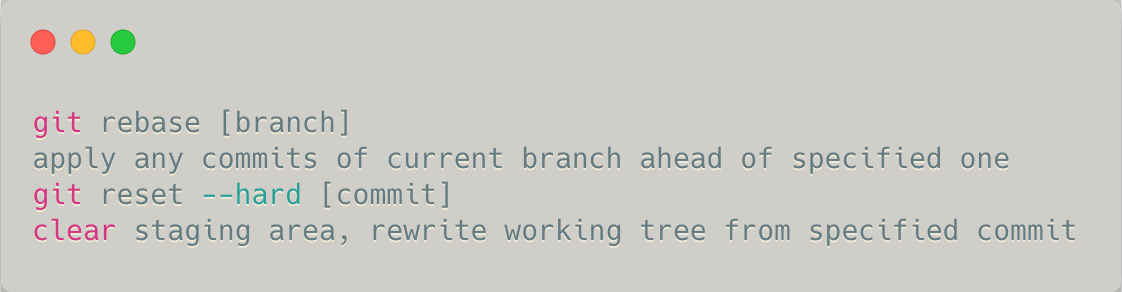 git rebase [branch]
apply any commits of current branch ahead of specified one
git reset --hard [commit]
clear staging area, rewrite working tree from specified commit